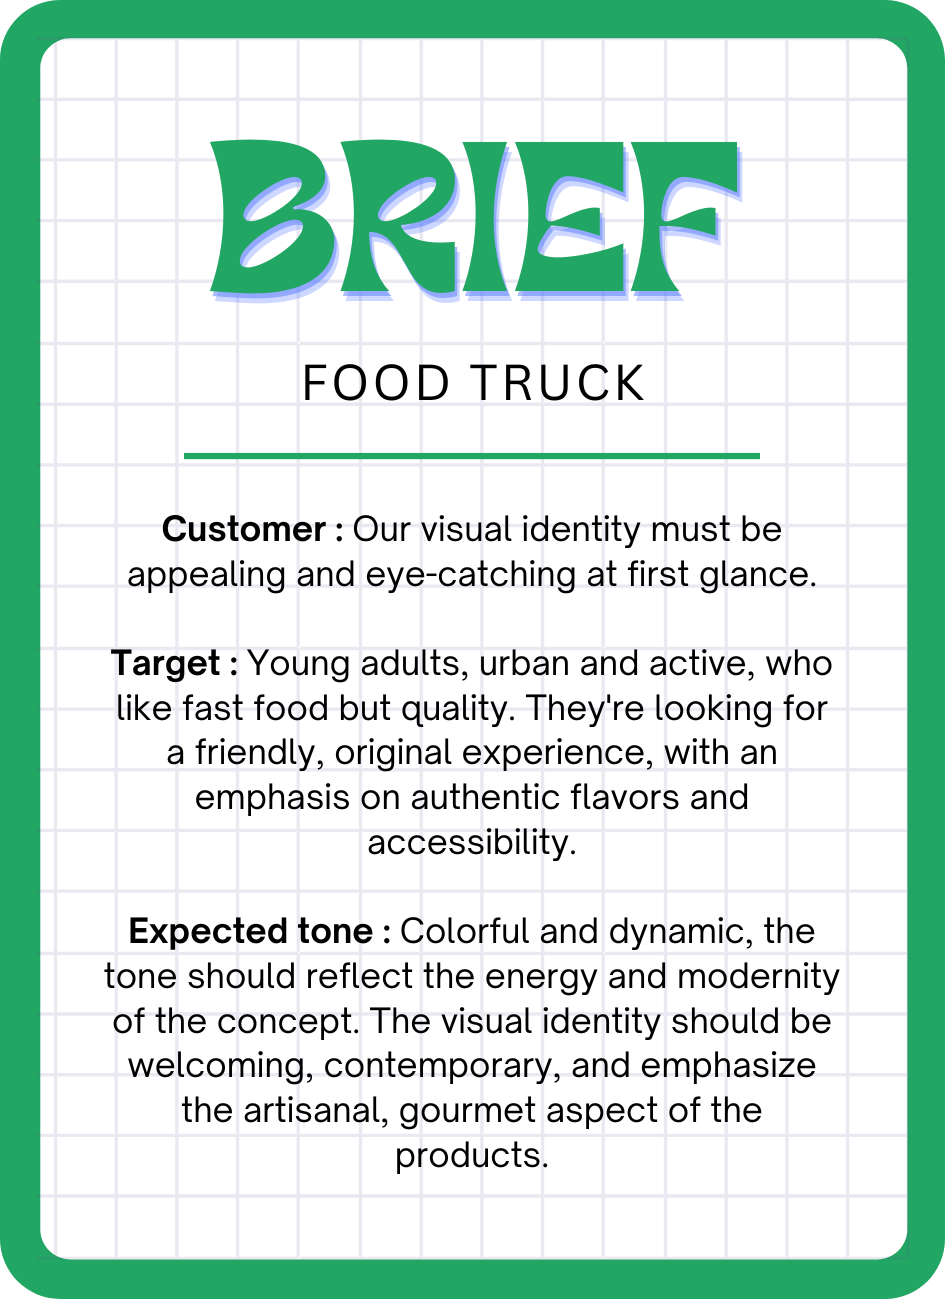 BRIEF
FOOD TRUCK
Customer : Our visual identity must be
appealing and eye-catching at first glance.
Target : Young adults, urban and active, who
like fast food but quality. They're looking for
a friendly, original experience, with an
emphasis on authentic flavors and
accessibility.
Expected tone : Colorful and dynamic, the
tone should reflect the energy and modernity
of the concept. The visual identity should be
welcoming, contemporary, and emphasize
the artisanal, gourmet aspect of the
products.